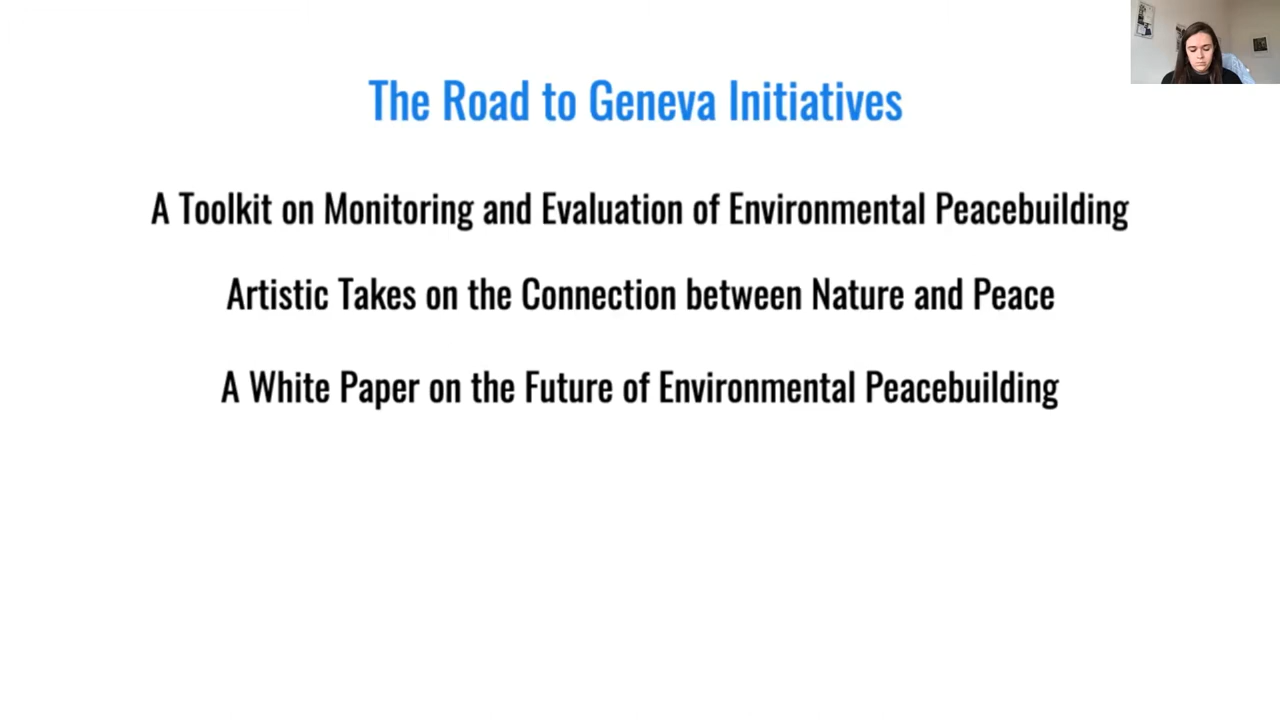 The Road to Geneva Initiatives
A Toolkit on Monitoring and Evaluation of Environmental Peacebuilding
Artistic Takes on the Connection between Nature and Peace
A White Paper on the Future of Environmental Peacebuilding